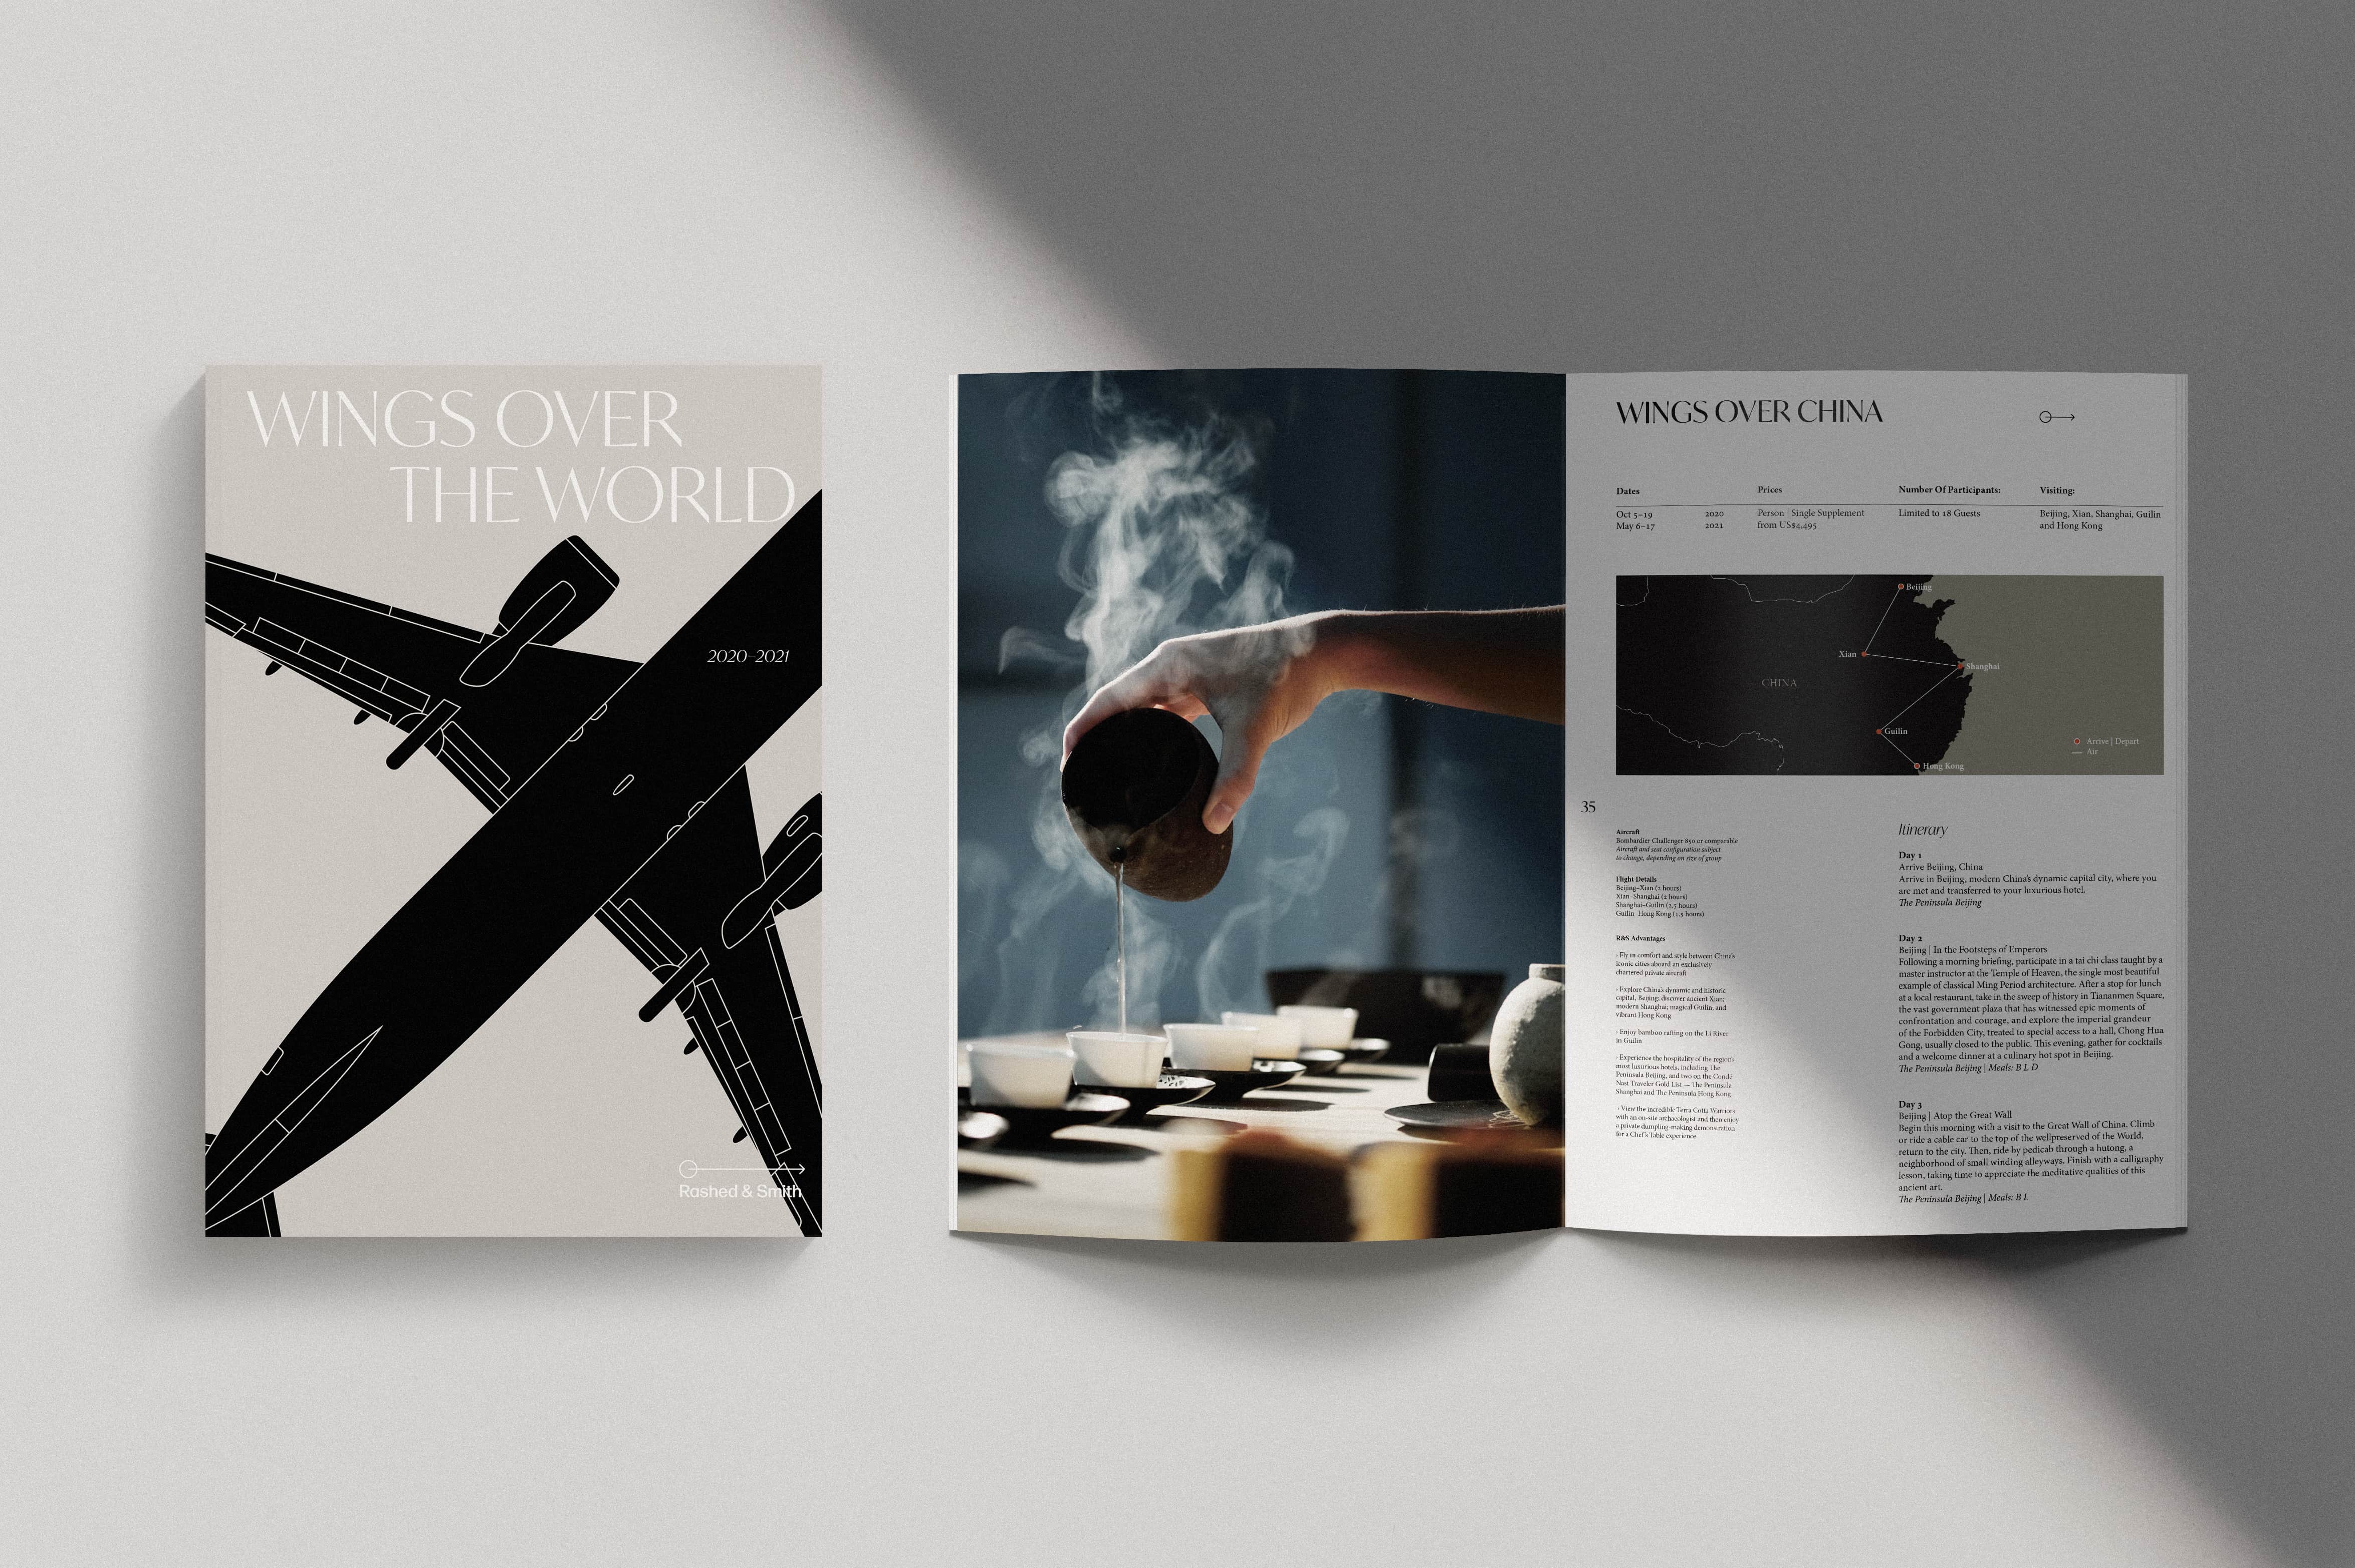 WINGS OVER
THE WORLD
2020–2021
Rashed & Smith
WINGS OVER CHINA
Dates
Prices
Number Of Participants:
Visiting:
Oct 5–19
2020
Person | Single Supplement
Limited to 18 Guests
Beijing, Xian, Shanghai, Guilin
May 6–17
2021
from US$4,495
and Hong Kong
Beijing
Xian
Shanghai
CHINA
Guilin
Arrive | Depart
Air
Hong Kong
35
Aircraft
Bombardier Challenger 850 or comparable
Aircraft and seat configuration subject
to change, depending on size of group
Flight Details
Beijing–Xian (2 hours)
Xian–Shanghai (2 hours)
Shanghai–Guilin (2.5 hours)
Guilin–Hong Kong (1.5 hours)
R&S Advantages
· Fly in comfort and style between China's
iconic cities aboard an exclusively
chartered private aircraft
· Explore China's dynamic and historic
capital, Beijing; discover ancient Xian;
modern Shanghai; magical Guilin; and
vibrant Hong Kong
· Enjoy bamboo rafting on the Li River
in Guilin
· Experience the hospitality of the region's
most luxurious hotels, including The
Peninsula Beijing, and two on the Condé
Nast Traveler Gold List — The Peninsula
Shanghai and The Peninsula Hong Kong
· View the incredible Terra Cotta Warriors
with an on-site archaeologist and then enjoy
a private dumpling-making demonstration
for a Chef's Table experience
Itinerary
Day 1
Arrive Beijing, China
Arrive in Beijing, modern China's dynamic capital city, where you
are met and transferred to your luxurious hotel.
The Peninsula Beijing
Day 2
Beijing | In the Footsteps of Emperors
Following a morning briefing, participate in a tai chi class taught by a
master instructor at the Temple of Heaven, the single most beautiful
example of classical Ming Period architecture. After a stop for lunch
at a local restaurant, take in the sweep of history in Tiananmen Square,
the vast government plaza that has witnessed epic moments of
confrontation and courage, and explore the imperial grandeur
of the Forbidden City, treated to special access to a hall, Chong Hua
Gong, usually closed to the public. This evening, gather for cocktails
and a welcome dinner at a culinary hot spot in Beijing.
The Peninsula Beijing | Meals: B L D
Day 3
Beijing | Atop the Great Wall
Begin this morning with a visit to the Great Wall of China. Climb
or ride a cable car to the top of the wellpreserved of the World,
return to the city. Then, ride by pedicab through a hutong, a
neighborhood of small winding alleyways. Finish with a calligraphy
lesson, taking time to appreciate the meditative qualities of this
ancient art.
The Peninsula Beijing | Meals: B L